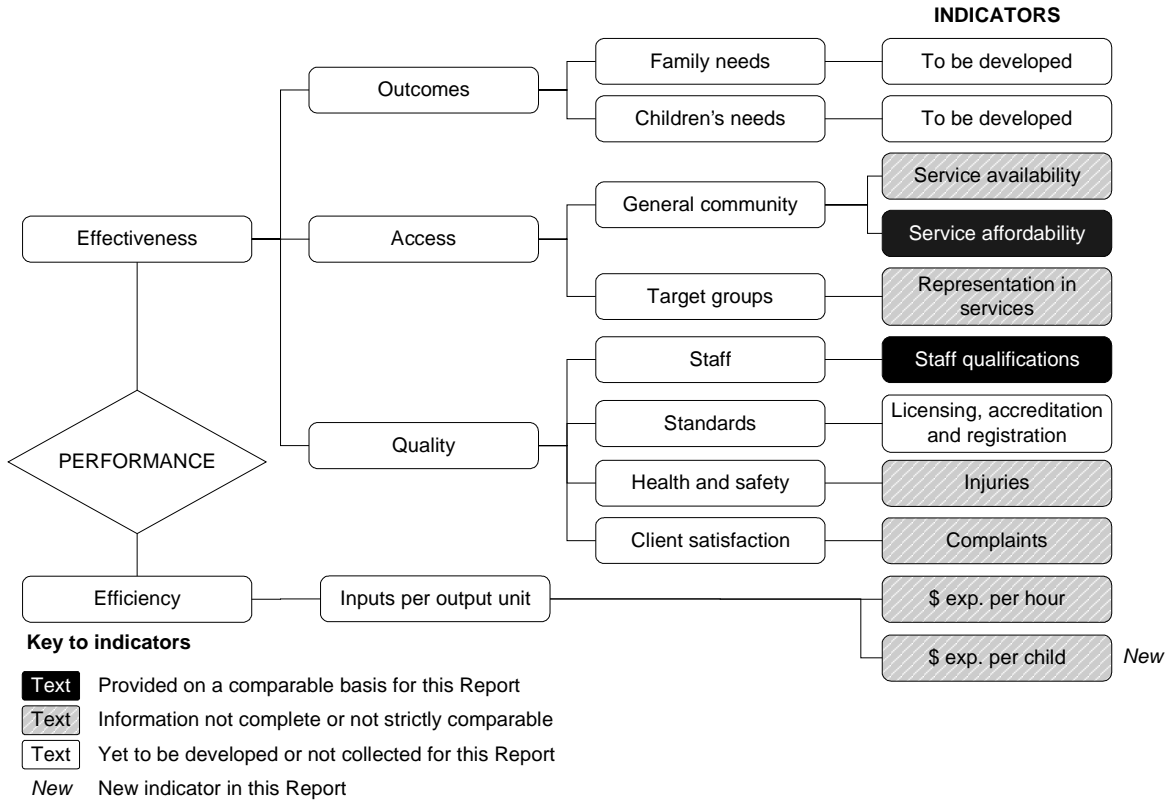 INDICATORS
Family needs
To be developed
Outcomes
Children's needs
To be developed
Service availability
General community
Effectiveness
Access
Service affordability
Target groups
Representation in
services
Staff
Staff qualifications
Standards
Licensing, accreditation
and registration
Quality
PERFORMANCE
Health and safety
Injuries
Client satisfaction
Complaints
Efficiency
Inputs per output unit
$ exp. per hour
$ exp. per child
New
Key to indicators
Text Provided on a comparable basis for this Report
Text Information not complete or not strictly comparable
Text Yet to be developed or not collected for this Report
New New indicator in this Report